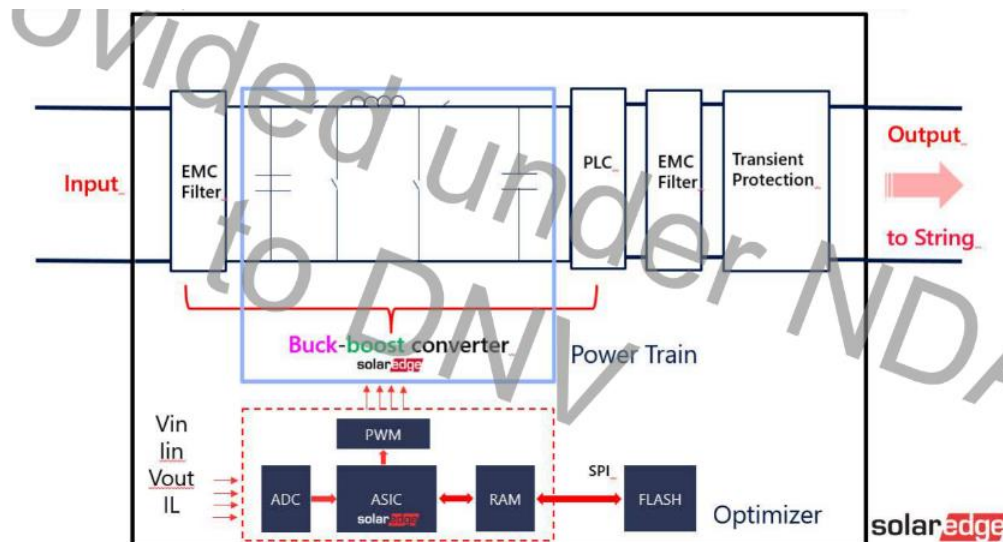 ovided under NDA
to DNV
Input
EMC
Filter
PLC
EMC
Filter
Transient
Protection
Output
to String
Buck-boost converter
solaredge
Power Train
Vin
Iin
Vout
IL
PWM
ADC
ASIC
solaredge
RAM
SPI
FLASH
Optimizer
solaredge